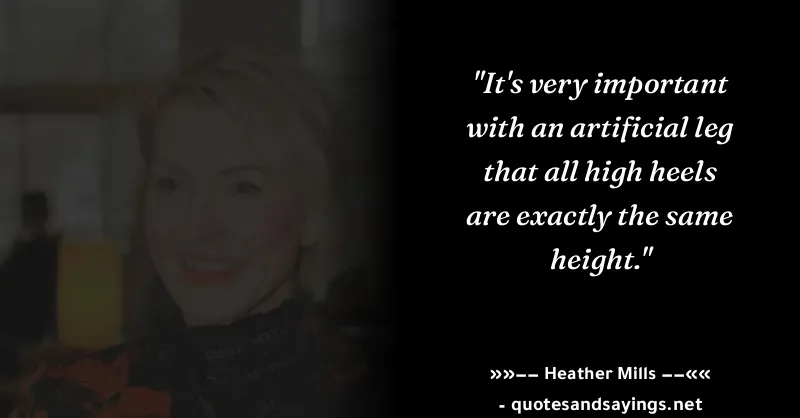 "It's very important
with an artificial leg
that all high heels
are exactly the same
height."
»»–– Heather Mills ––««
- quotesandsayings.net